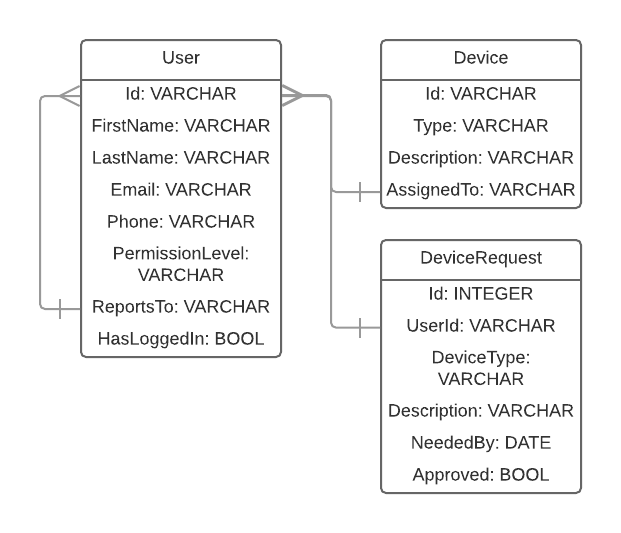 User
Id: VARCHAR
FirstName: VARCHAR
LastName: VARCHAR
Email: VARCHAR
Phone: VARCHAR
PermissionLevel:
VARCHAR
ReportsTo: VARCHAR
HasLoggedIn: BOOL
Device
Id: VARCHAR
Type: VARCHAR
Description: VARCHAR
AssignedTo: VARCHAR
DeviceRequest
Id: INTEGER
UserId: VARCHAR
DeviceType:
VARCHAR
Description: VARCHAR
NeededBy: DATE
Approved: BOOL